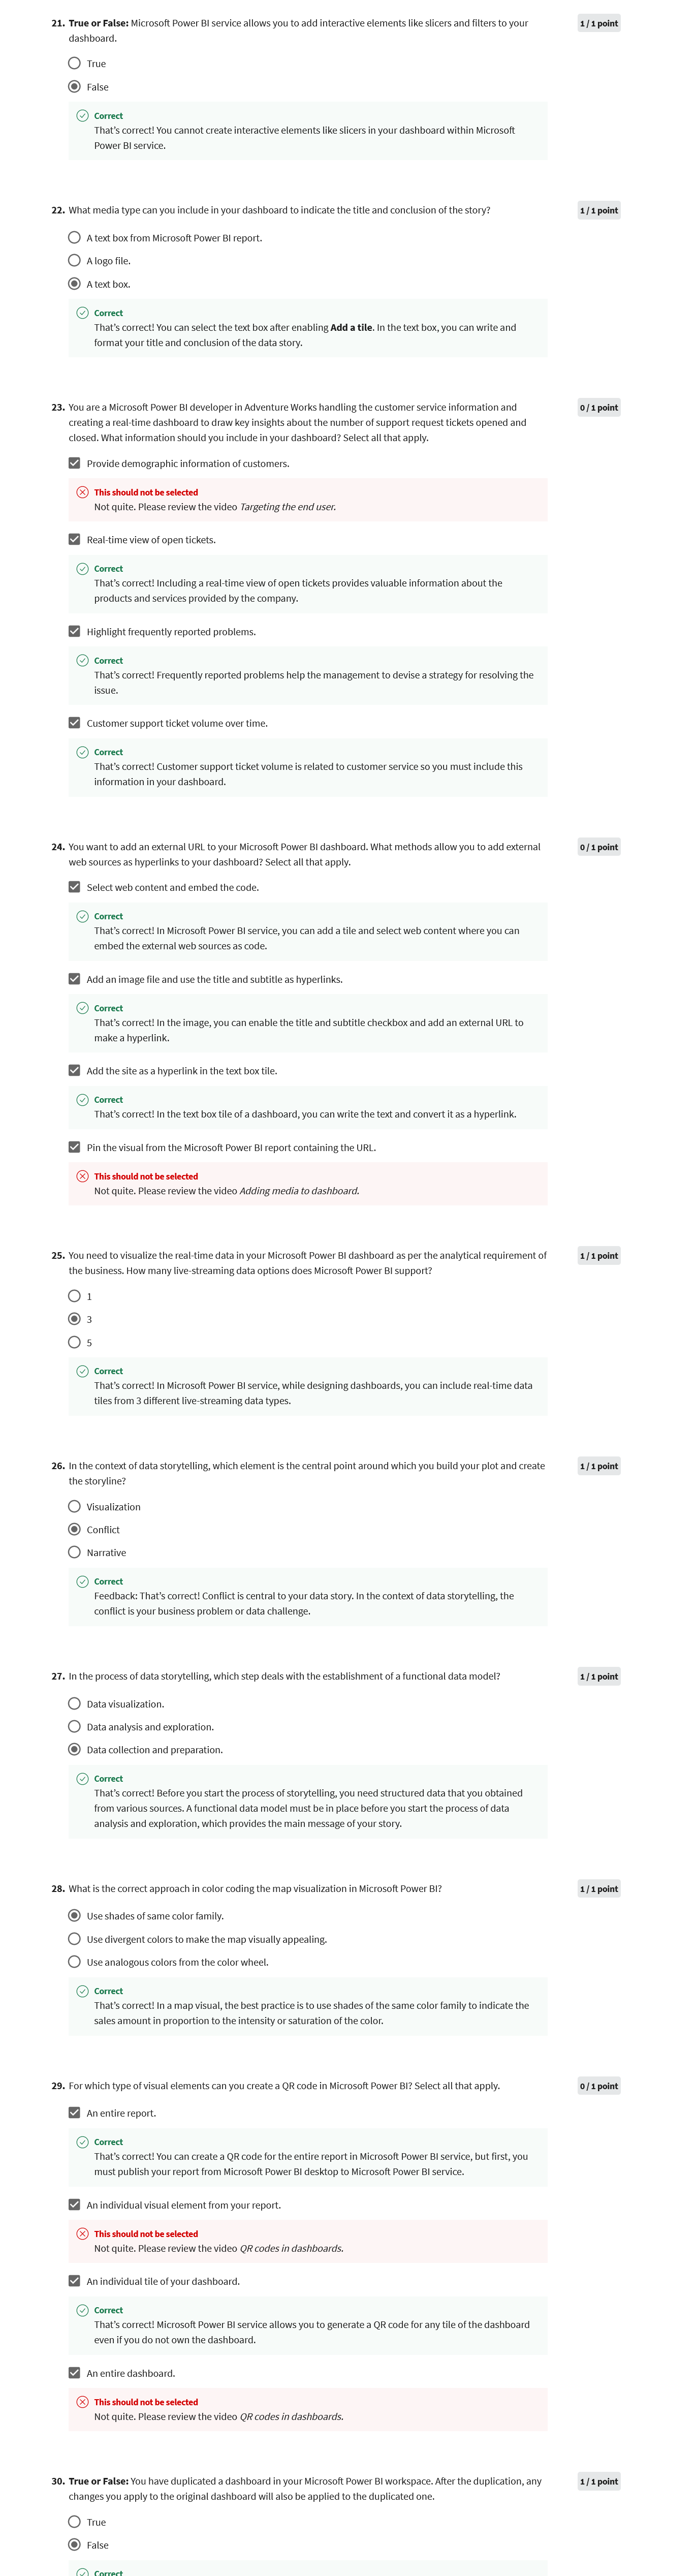 21. True or False: Microsoft Power BI service allows you to add interactive elements like slicers and filters to your
dashboard.
1 / 1 point
True
False
Correct
That's correct! You cannot create interactive elements like slicers in your dashboard within Microsoft
Power BI service.
22. What media type can you include in your dashboard to indicate the title and conclusion of the story?
1 / 1 point
A text box from Microsoft Power BI report.
A logo file.
A text box.
Correct
That's correct! You can select the text box after enabling Add a tile. In the text box, you can write and
format your title and conclusion of the data story.
23. You are a Microsoft Power BI developer in Adventure Works handling the customer service information and
creating a real-time dashboard to draw key insights about the number of support request tickets opened and
closed. What information should you include in your dashboard? Select all that apply.
0 / 1 point
Provide demographic information of customers.
This should not be selected
Not quite. Please review the video Targeting the end user.
Real-time view of open tickets.
Correct
That's correct! Including a real-time view of open tickets provides valuable information about the
products and services provided by the company.
Highlight frequently reported problems.
Correct
That's correct! Frequently reported problems help the management to devise a strategy for resolving the
issue.
Customer support ticket volume over time.
Correct
That's correct! Customer support ticket volume is related to customer service so you must include this
information in your dashboard.
24. You want to add an external URL to your Microsoft Power BI dashboard. What methods allow you to add external
web sources as hyperlinks to your dashboard? Select all that apply.
0 / 1 point
Select web content and embed the code.
Correct
That's correct! In Microsoft Power BI service, you can add a tile and select web content where you can
embed the external web sources as code.
Add an image file and use the title and subtitle as hyperlinks.
Correct
That's correct! In the image, you can enable the title and subtitle checkbox and add an external URL to
make a hyperlink.
Add the site as a hyperlink in the text box tile.
Correct
That's correct! In the text box tile of a dashboard, you can write the text and convert it as a hyperlink.
Pin the visual from the Microsoft Power BI report containing the URL.
This should not be selected
Not quite. Please review the video Adding media to dashboard.
25. You need to visualize the real-time data in your Microsoft Power BI dashboard as per the analytical requirement of
the business. How many live-streaming data options does Microsoft Power BI support?
1 / 1 point
1
3
5
Correct
That's correct! In Microsoft Power BI service, while designing dashboards, you can include real-time data
tiles from 3 different live-streaming data types.
26. In the context of data storytelling, which element is the central point around which you build your plot and create
the storyline?
1 / 1 point
Visualization
Conflict
Narrative
Correct
Feedback: That's correct! Conflict is central to your data story. In the context of data storytelling, the
conflict is your business problem or data challenge.
27. In the process of data storytelling, which step deals with the establishment of a functional data model?
1 / 1 point
Data visualization.
Data analysis and exploration.
Data collection and preparation.
Correct
That's correct! Before you start the process of storytelling, you need structured data that you obtained
from various sources. A functional data model must be in place before you start the process of data
analysis and exploration, which provides the main message of your story.
28. What is the correct approach in color coding the map visualization in Microsoft Power BI?
1 / 1 point
Use shades of same color family.
Use divergent colors to make the map visually appealing.
Use analogous colors from the color wheel.
Correct
That's correct! In a map visual, the best practice is to use shades of the same color family to indicate the
sales amount in proportion to the intensity or saturation of the color.
29. For which type of visual elements can you create a QR code in Microsoft Power BI? Select all that apply.
0 / 1 point
An entire report.
Correct
That's correct! You can create a QR code for the entire report in Microsoft Power BI service, but first, you
must publish your report from Microsoft Power BI desktop to Microsoft Power BI service.
An individual visual element from your report.
This should not be selected
Not quite. Please review the video QR codes in dashboards.
An individual tile of your dashboard.
Correct
That's correct! Microsoft Power BI service allows you to generate a QR code for any tile of the dashboard
even if you do not own the dashboard.
An entire dashboard.
This should not be selected
Not quite. Please review the video QR codes in dashboards.
30. True or False: You have duplicated a dashboard in your Microsoft Power BI workspace. After the duplication, any
changes you apply to the original dashboard will also be applied to the duplicated one.
1 / 1 point
True
False
Correct